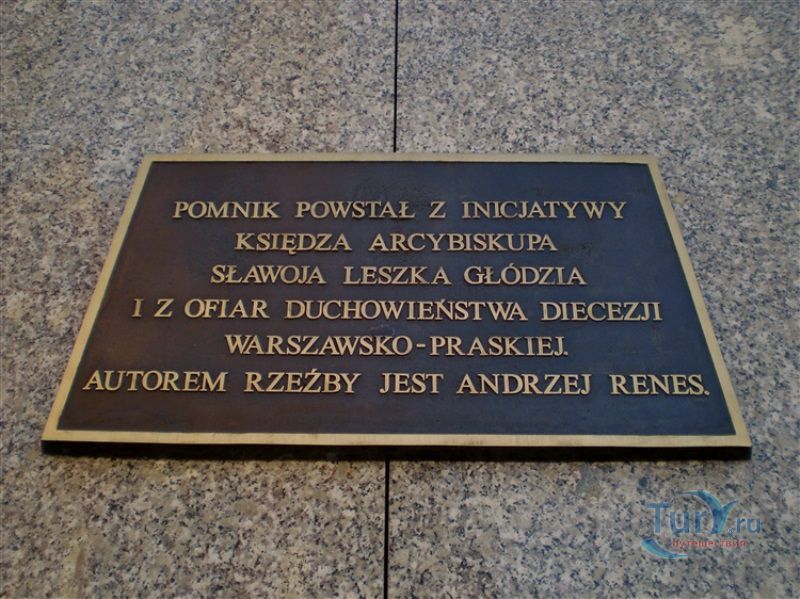 POMNIK POWSTAŁ Z INICJATYWY
KSIĘDZA ARCYBISKUPA
SŁAWOJA LESZKA GŁÓDZIA
I Z OFIAR DUCHOWIEŃSTWA DIECEZJI
WARSZAWSKO-PRASKIEJ.
AUTOREM RZEŹBY JEST ANDRZEJ RENES.
Tury.ru
путешествия